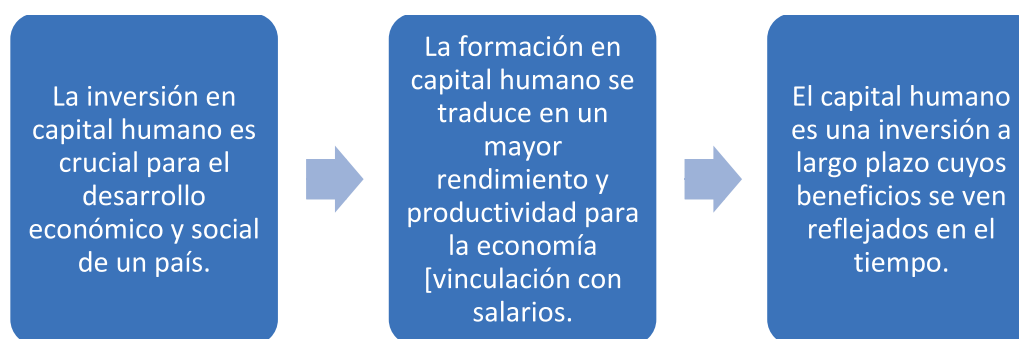 La inversión en
capital humano es
crucial para el
desarrollo
económico y social
de un país.
La formación en
capital humano se
traduce en un
mayor
rendimiento y
productividad para
la economía
[vinculación con
salarios.
El capital humano
es una inversión a
largo plazo cuyos
beneficios se ven
reflejados en el
tiempo.